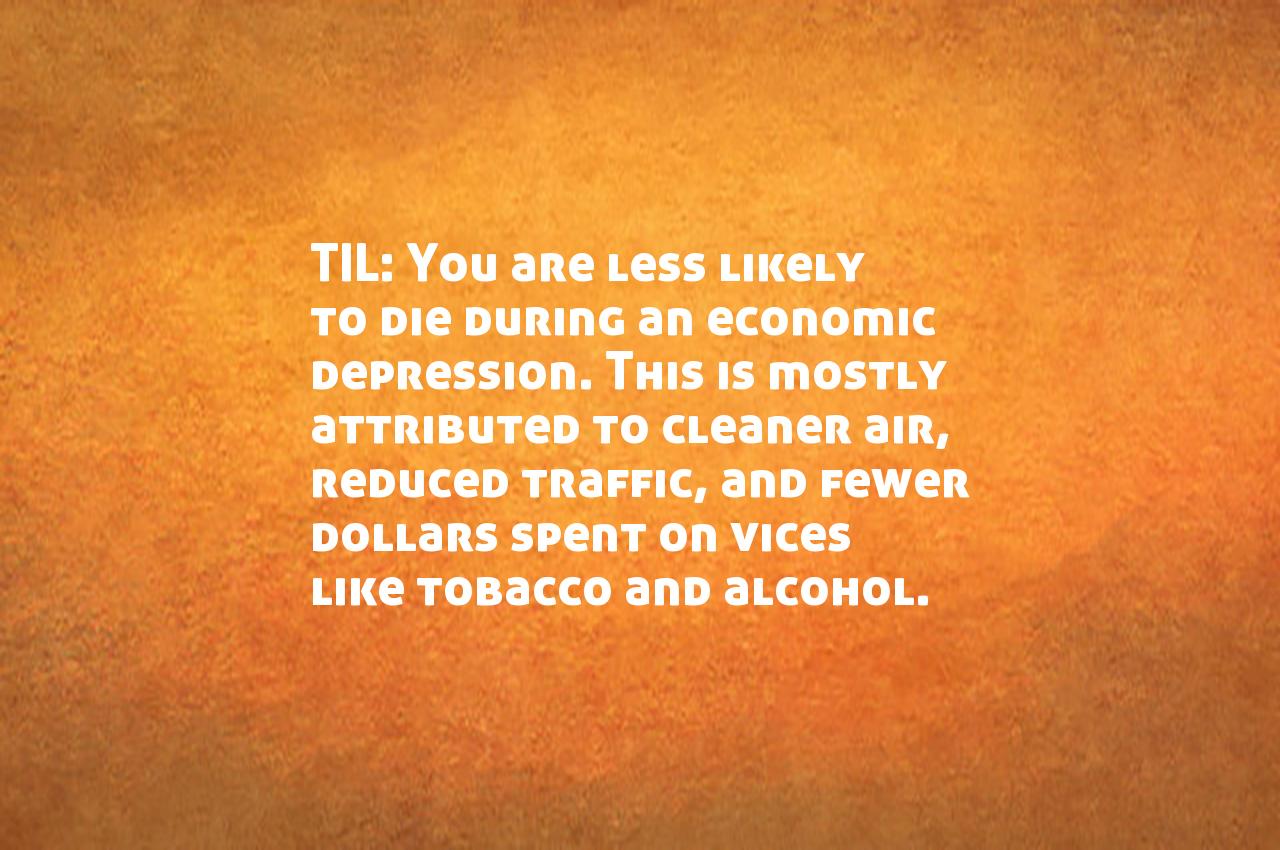 TIL: You are less likely
to die during an economic
depression. This is mostly
attributed to cleaner air,
reduced traffic, and fewer
dollars spent on vices
like tobacco and alcohol.